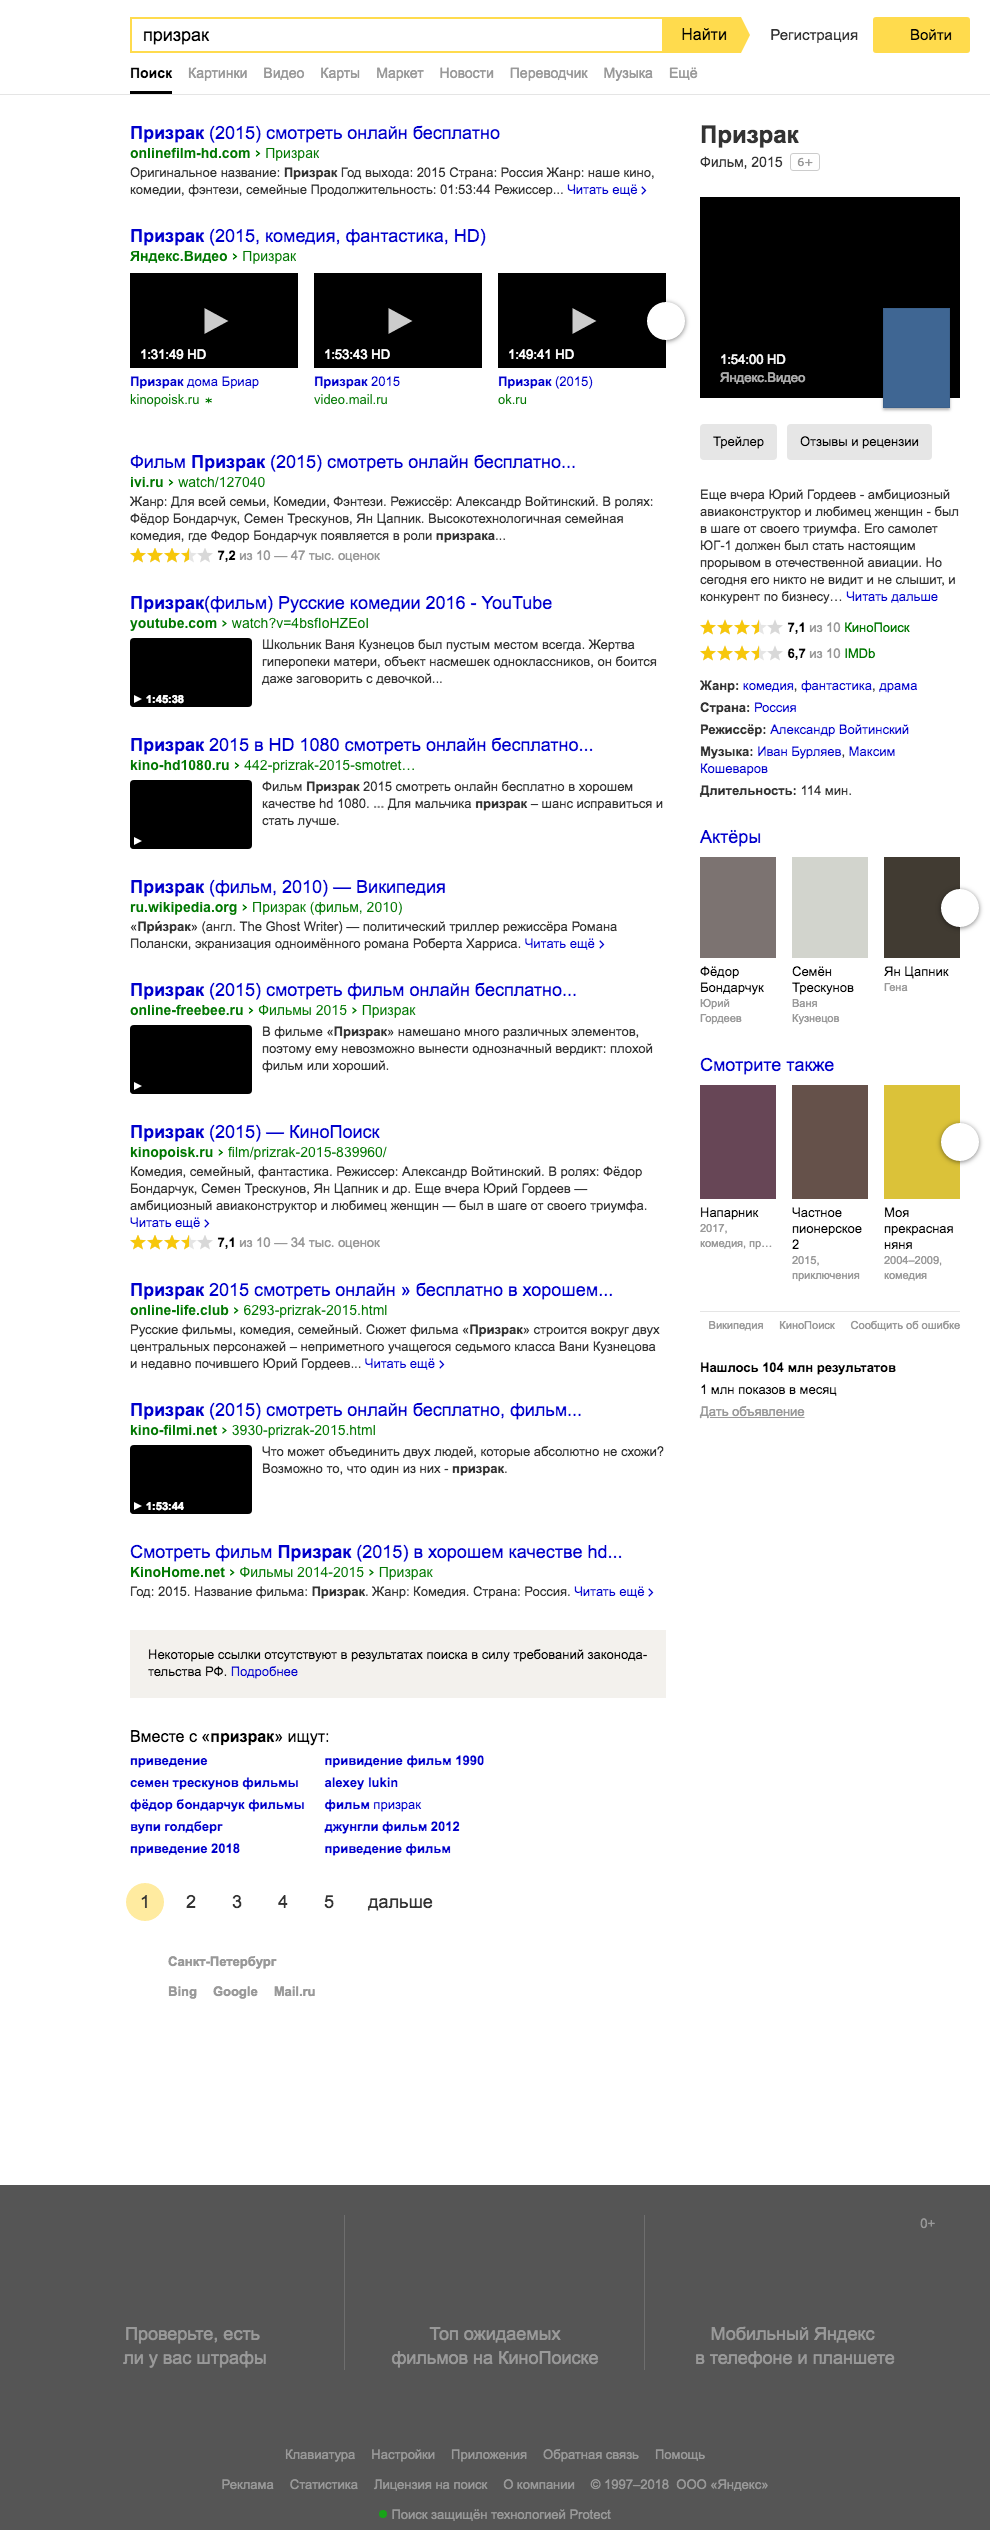 призрак
Найти
Регистрация
Войти
Поиск Картинки Видео Карты Маркет Новости Переводчик Музыка Ещё
Призрак (2015) смотреть онлайн бесплатно
onlinefilm-hd.com › Призрак
Оригинальное название: Призрак Год выхода: 2015 Страна: Россия Жанр: наше кино,
комедии, фэнтези, семейные Продолжительность: 01:53:44 Режиссер... Читать ещё ›
Призрак (2015, комедия, фантастика, HD)
Яндекс.Видео › Призрак
1:31:49 HD
1:53:43 HD
1:49:41 HD
Призрак дома Бриар
kinopoisk.ru ∗
Призрак 2015
video.mail.ru
Призрак (2015)
ok.ru
Фильм Призрак (2015) смотреть онлайн бесплатно...
ivi.ru › watch/127040
Жанр: Для всей семьи, Комедии, Фэнтези. Режиссёр: Александр Войтинский. В ролях:
Фёдор Бондарчук, Семен Трескунов, Ян Цапник. Высокотехнологичная семейная
комедия, где Федор Бондарчук появляется в роли призрака...
7,2 из 10 — 47 тыс. оценок
Призрак(фильм) Русские комедии 2016 - YouTube
youtube.com › watch?v=4bsfIoHZEoI
1:45:38
Школьник Ваня Кузнецов был пустым местом всегда. Жертва
гиперопеки матери, объект насмешек одноклассников, он боится
даже заговорить с девочкой...
Призрак 2015 в HD 1080 смотреть онлайн бесплатно...
kino-hd1080.ru › 442-prizrak-2015-smotret…
Фильм Призрак 2015 смотреть онлайн бесплатно в хорошем
качестве hd 1080. ... Для мальчика призрак – шанс исправиться и
стать лучше.
Призрак (фильм, 2010) — Википедия
ru.wikipedia.org › Призрак (фильм, 2010)
«При́зрак» (англ. The Ghost Writer) — политический триллер режиссёра Романа
Полански, экранизация одноимённого романа Роберта Харриса. Читать ещё ›
Призрак (2015) смотреть фильм онлайн бесплатно...
online-freebee.ru › Фильмы 2015 › Призрак
В фильме «Призрак» намешано много различных элементов,
поэтому ему невозможно вынести однозначный вердикт: плохой
фильм или хороший.
Призрак (2015) — КиноПоиск
kinopoisk.ru › film/prizrak-2015-839960/
Комедия, семейный, фантастика. Режиссер: Александр Войтинский. В ролях: Фёдор
Бондарчук, Семен Трескунов, Ян Цапник и др. Еще вчера Юрий Гордеев —
амбициозный авиаконструктор и любимец женщин — был в шаге от своего триумфа.
Читать ещё ›
7,1 из 10 — 34 тыс. оценок
Призрак 2015 смотреть онлайн » бесплатно в хорошем...
online-life.club › 6293-prizrak-2015.html
Русские фильмы, комедия, семейный. Сюжет фильма «Призрак» строится вокруг двух
центральных персонажей – неприметного учащегося седьмого класса Вани Кузнецова
и недавно почившего Юрий Гордеев... Читать ещё ›
Призрак (2015) смотреть онлайн бесплатно, фильм...
kino-filmi.net › 3930-prizrak-2015.html
1:53:44
Что может объединить двух людей, которые абсолютно не схожи?
Возможно то, что один из них - призрак.
Смотреть фильм Призрак (2015) в хорошем качестве hd...
KinoHome.net › Фильмы 2014-2015 › Призрак
Год: 2015. Название фильма: Призрак. Жанр: Комедия. Страна: Россия. Читать ещё ›
Некоторые ссылки отсутствуют в результатах поиска в силу требований законода-
тельства РФ. Подробнее
Вместе с «призрак» ищут:
приведение
семен трескунов фильмы
фёдор бондарчук фильмы
вупи голдберг
приведение 2018
привидение фильм 1990
alexey lukin
фильм призрак
джунгли фильм 2012
приведение фильм
1 2 3 4 5 дальше
Санкт-Петербург
Bing Google Mail.ru
Призрак
Фильм, 2015 6+
1:54:00 HD
Яндекс.Видео
Трейлер
Отзывы и рецензии
Еще вчера Юрий Гордеев - амбициозный
авиаконструктор и любимец женщин - был
в шаге от своего триумфа. Его самолет
ЮГ-1 должен был стать настоящим
прорывом в отечественной авиации. Но
сегодня его никто не видит и не слышит, и
конкурент по бизнесу… Читать дальше
7,1 из 10 КиноПоиск
6,7 из 10 IMDb
Жанр: комедия, фантастика, драма
Страна: Россия
Режиссёр: Александр Войтинский
Музыка: Иван Бурляев, Максим
Кошеваров
Длительность: 114 мин.
Актёры
Фёдор
Бондарчук
Юрий
Гордеев
Семён
Трескунов
Ваня
Кузнецов
Ян Цапник
Гена
Смотрите также
Напарник
2017,
комедия, пр…
Частное
пионерское
2
2015,
приключения
Моя
прекрасная
няня
2004–2009,
комедия
Википедия КиноПоиск Сообщить об ошибке
Нашлось 104 млн результатов
1 млн показов в месяц
Дать объявление
0+
Проверьте, есть
ли у вас штрафы
Топ ожидаемых
фильмов на КиноПоиске
Мобильный Яндекс
в телефоне и планшете
Клавиатура Настройки Приложения Обратная связь Помощь
Реклама Статистика Лицензия на поиск О компании © 1997–2018 ООО «Яндекс»
Поиск защищён технологией Protect